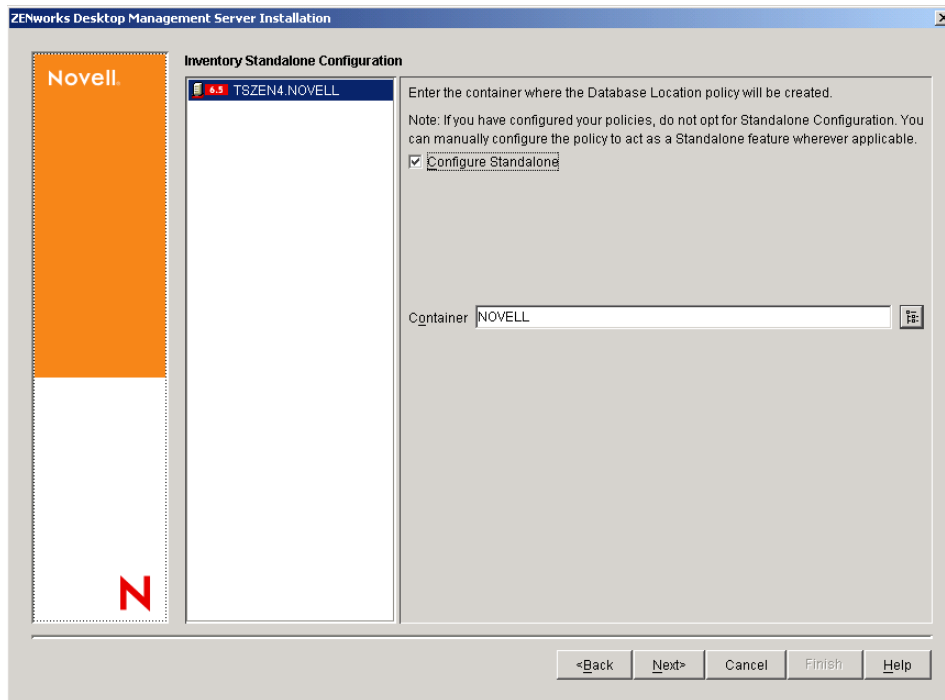 ZENworks Desktop Management Server Installation
Novell.
Inventory Standalone Configuration
6.5 TSZEN4.NOVELL
Enter the container where the Database Location policy will be created.
Note: If you have configured your policies, do not opt for Standalone Configuration. You
can manually configure the policy to act as a Standalone feature wherever applicable.
Configure Standalone
Container NOVELL
N
<Back Next> Cancel Finish Help